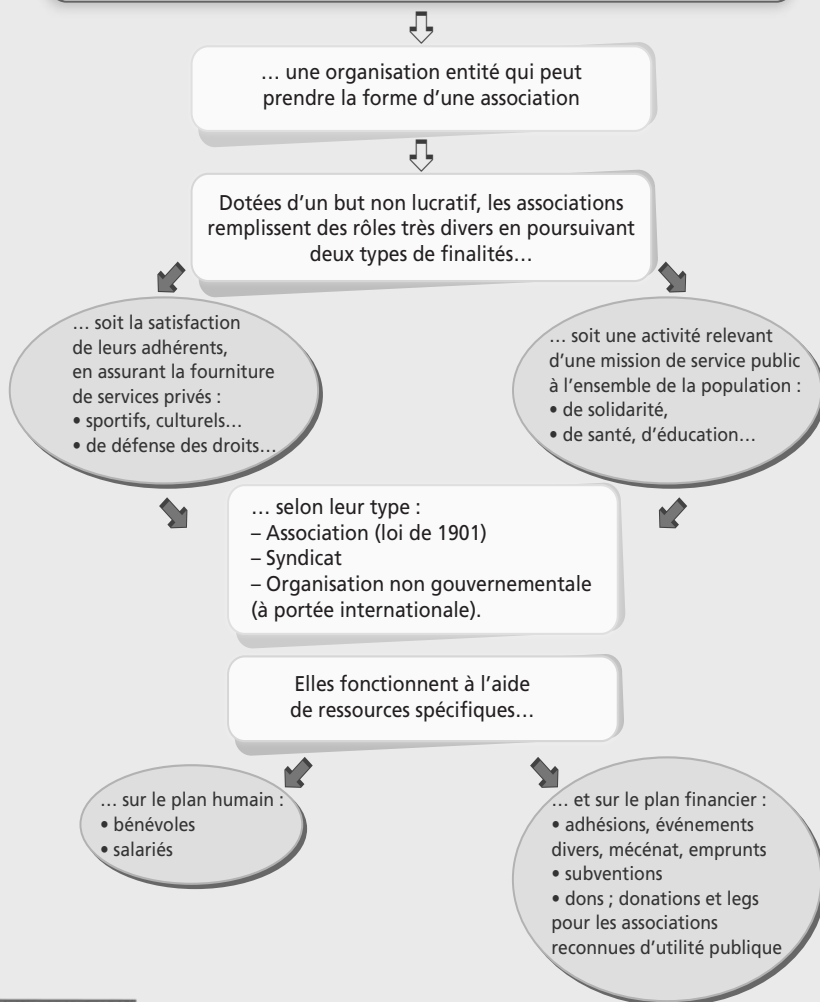 … une organisation entité qui peut
prendre la forme d'une association
Dotées d'un but non lucratif, les associations
remplissent des rôles très divers en poursuivant
deux types de finalités…
… soit la satisfaction
de leurs adhérents,
en assurant la fourniture
de services privés :
• sportifs, culturels…
• de défense des droits…
… soit une activité relevant
d'une mission de service public
à l'ensemble de la population :
• de solidarité,
• de santé, d'éducation…
… selon leur type :
– Association (loi de 1901)
– Syndicat
– Organisation non gouvernementale
(à portée internationale).
Elles fonctionnent à l'aide
de ressources spécifiques…
… sur le plan humain :
• bénévoles
• salariés
… et sur le plan financier :
• adhésions, événements
divers, mécénat, emprunts
• subventions
• dons ; donations et legs
pour les associations
reconnues d'utilité publique